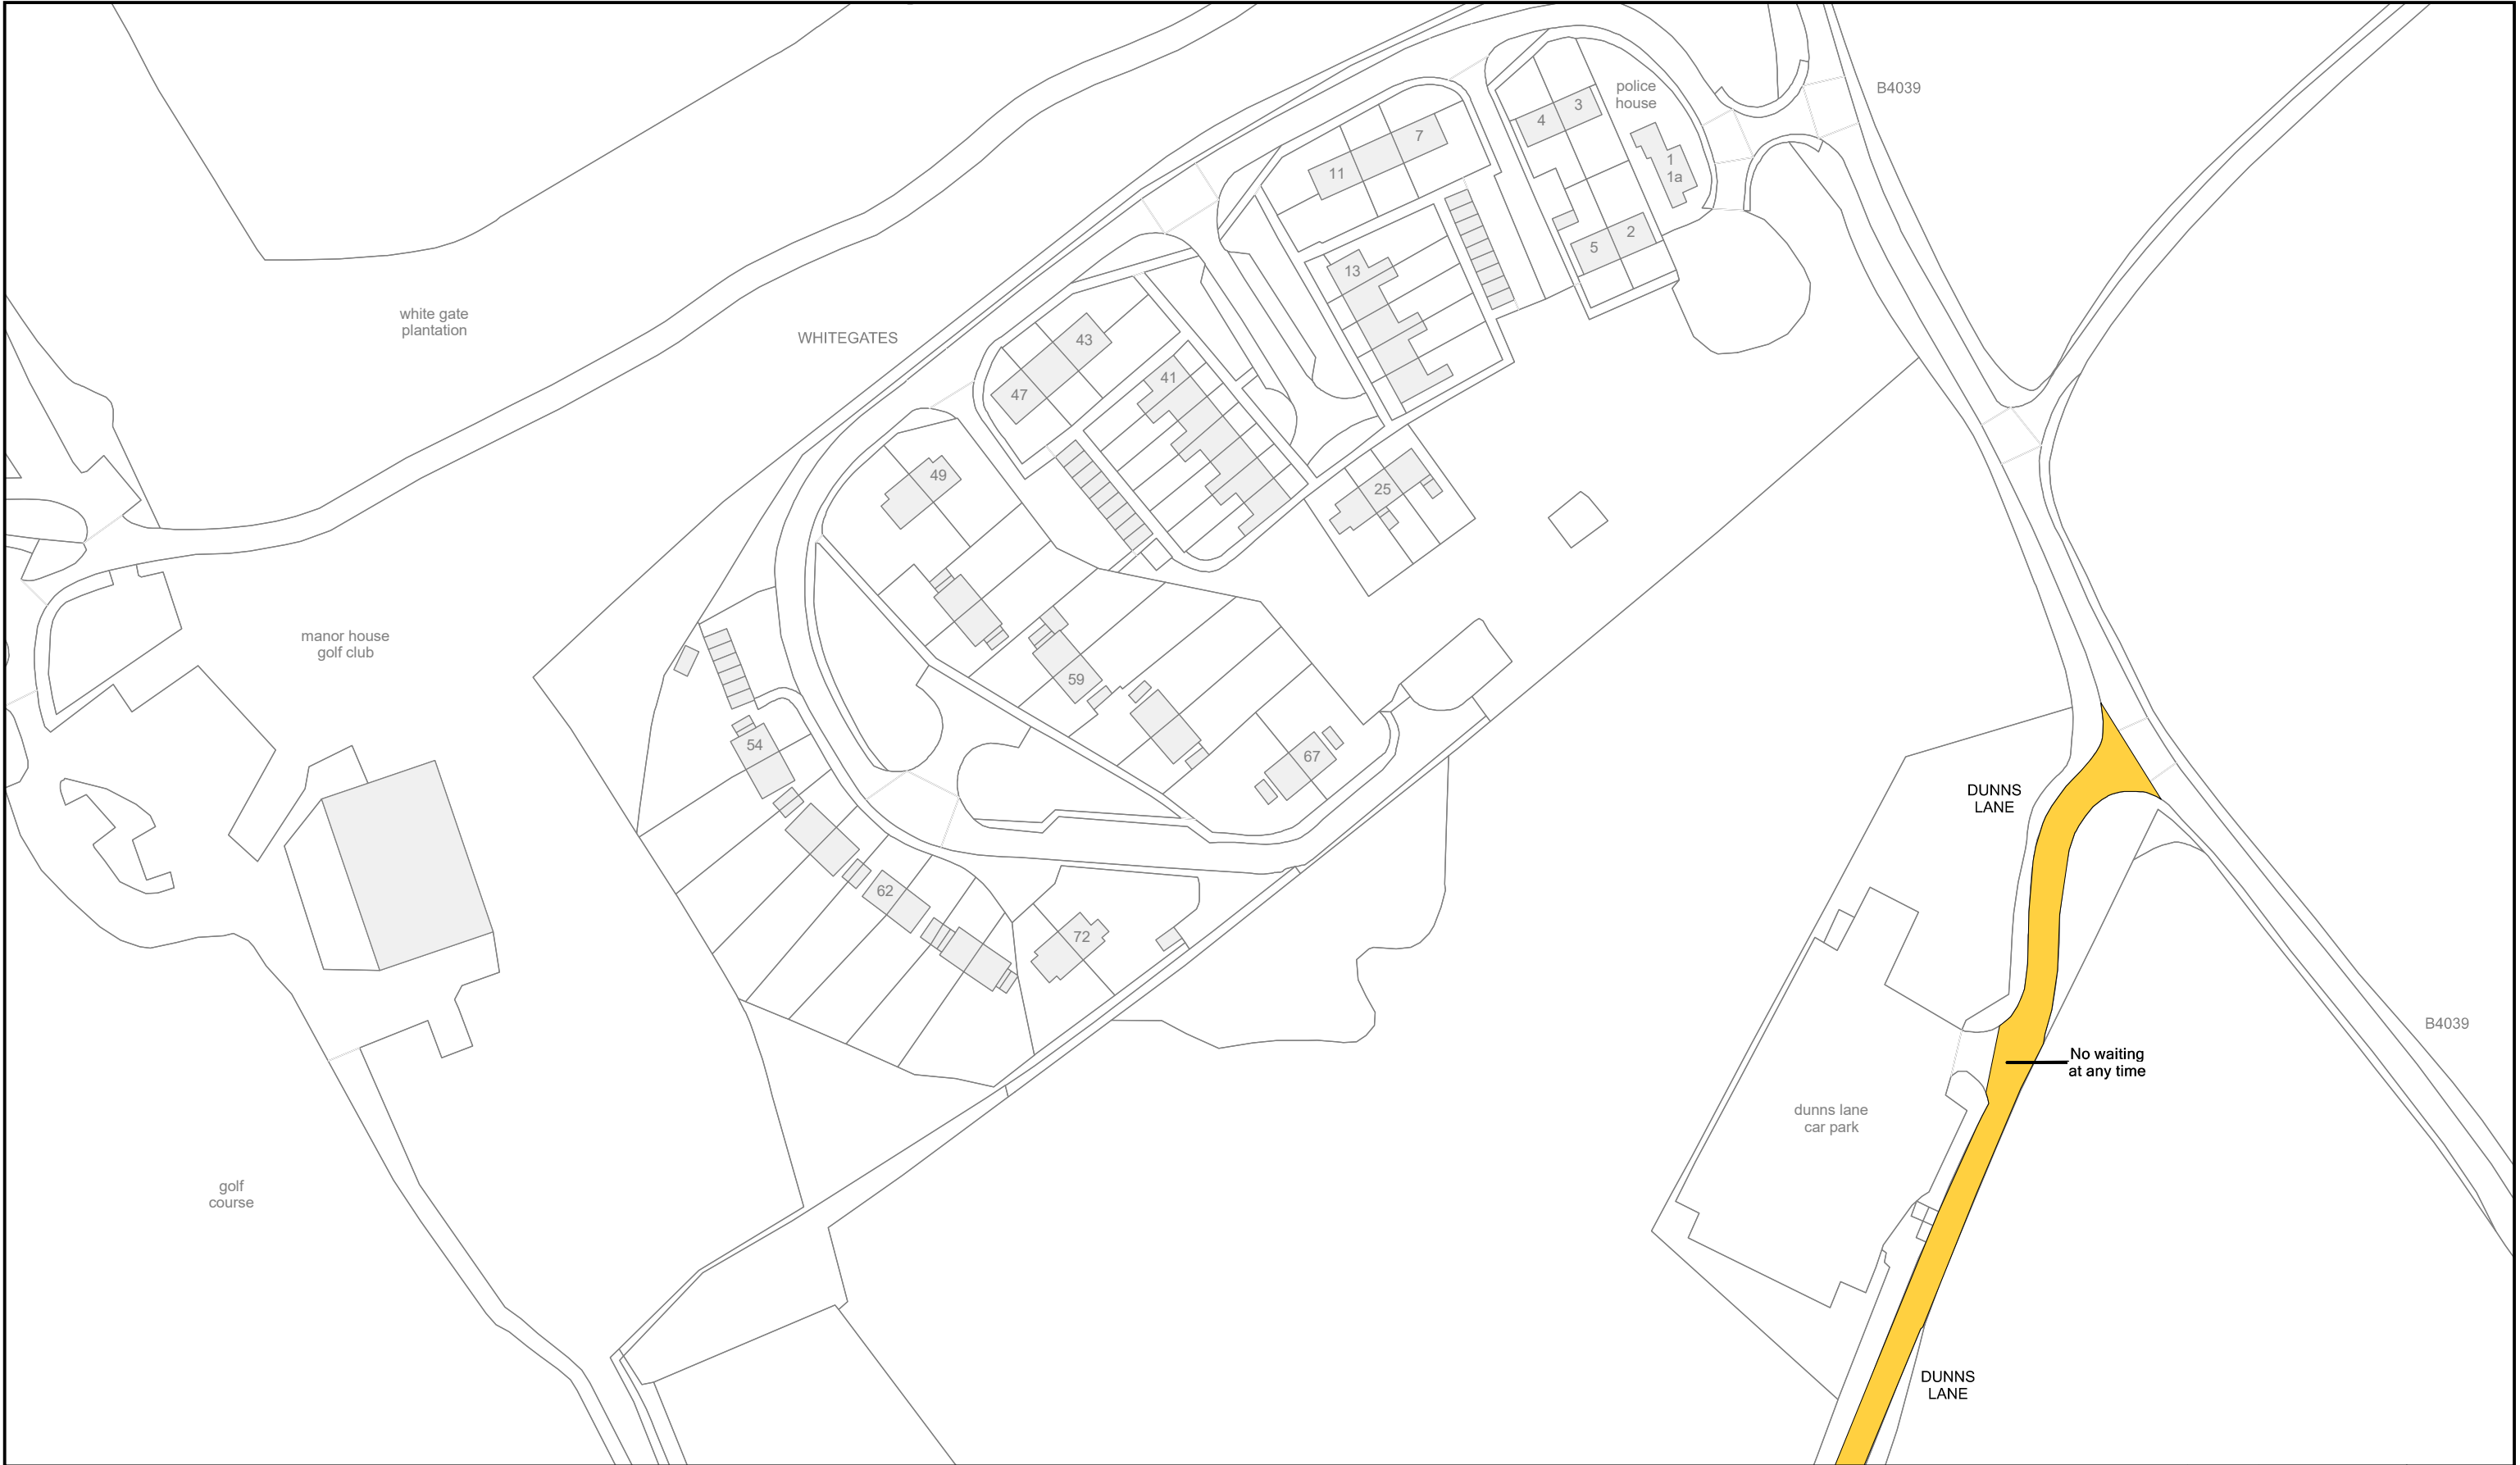 B4039
police
house
3
4
7
11
1
1a
2
5
13
white gate
plantation
WHITEGATES
43
41
47
49
25
manor house
golf club
59
54
67
62
72
DUNNS
LANE
B4039
No waiting
at any time
dunns lane
car park
golf
course
DUNNS
LANE